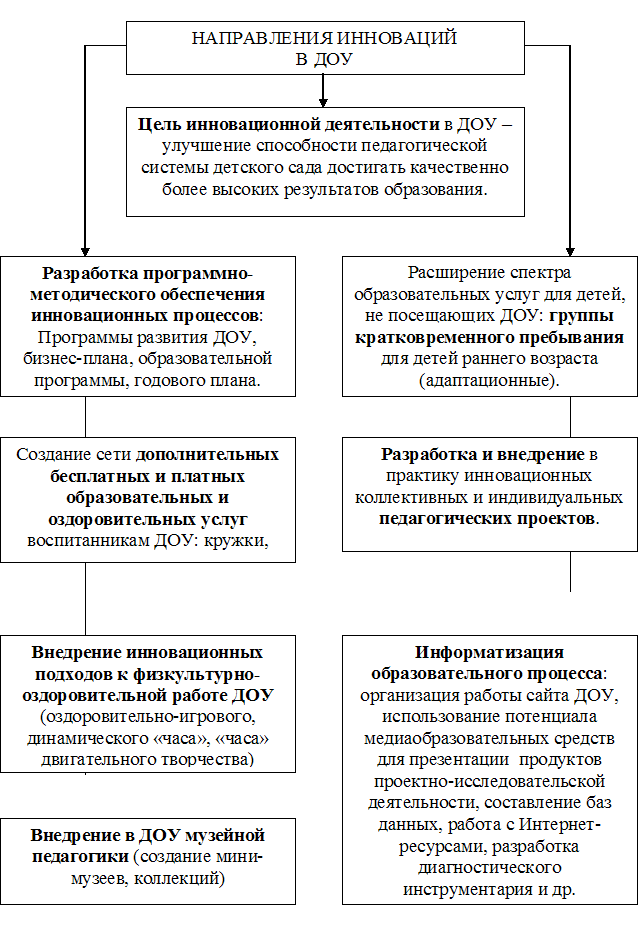 НАПРАВЛЕНИЯ ИННОВАЦИЙ
В ДОУ
Цель инновационной деятельности в ДОУ –
улучшение способности педагогической
системы детского сада достигать качественно
более высоких результатов образования.
Разработка программно-
методического обеспечения
инновационных процессов:
Программы развития ДОУ,
бизнес-плана, образовательной
программы, годового плана.
Создание сети дополнительных
бесплатных и платных
образовательных и
оздоровительных услуг
воспитанникам ДОУ: кружки,
Внедрение инновационных
подходов к физкультурно-
оздоровительной работе ДОУ
(оздоровительно-игрового,
динамического «часа», «часа»
двигательного творчества)
Внедрение в ДОУ музейной
педагогики (создание мини-
музеев, коллекций)
Расширение спектра
образовательных услуг для детей,
не посещающих ДОУ: группы
кратковременного пребывания
для детей раннего возраста
(адаптационные).
Разработка и внедрение в
практику инновационных
коллективных и индивидуальных
педагогических проектов.
Информатизация
образовательного процесса:
организация работы сайта ДОУ,
использование потенциала
медиаобразовательных средств
для презентации продуктов
проектно-исследовательской
деятельности, составление баз
данных, работа с Интернет-
ресурсами, разработка
диагностического
инструментария и др.